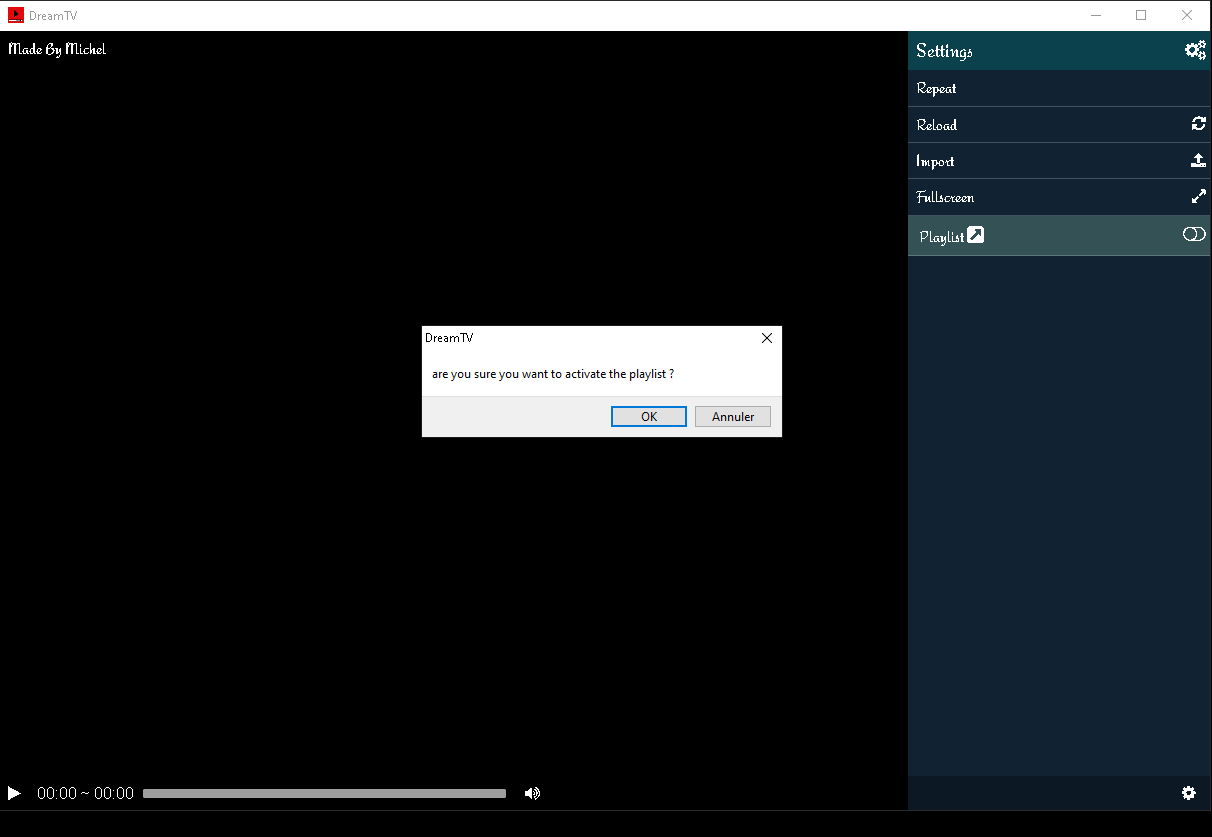 DreamTV
Made By Michel
Settings
Repeat
Reload
Import
Fullscreen
Playlist
DreamTV
are you sure you want to activate the playlist ?
OK
Annuler
00:00 ~ 00:00